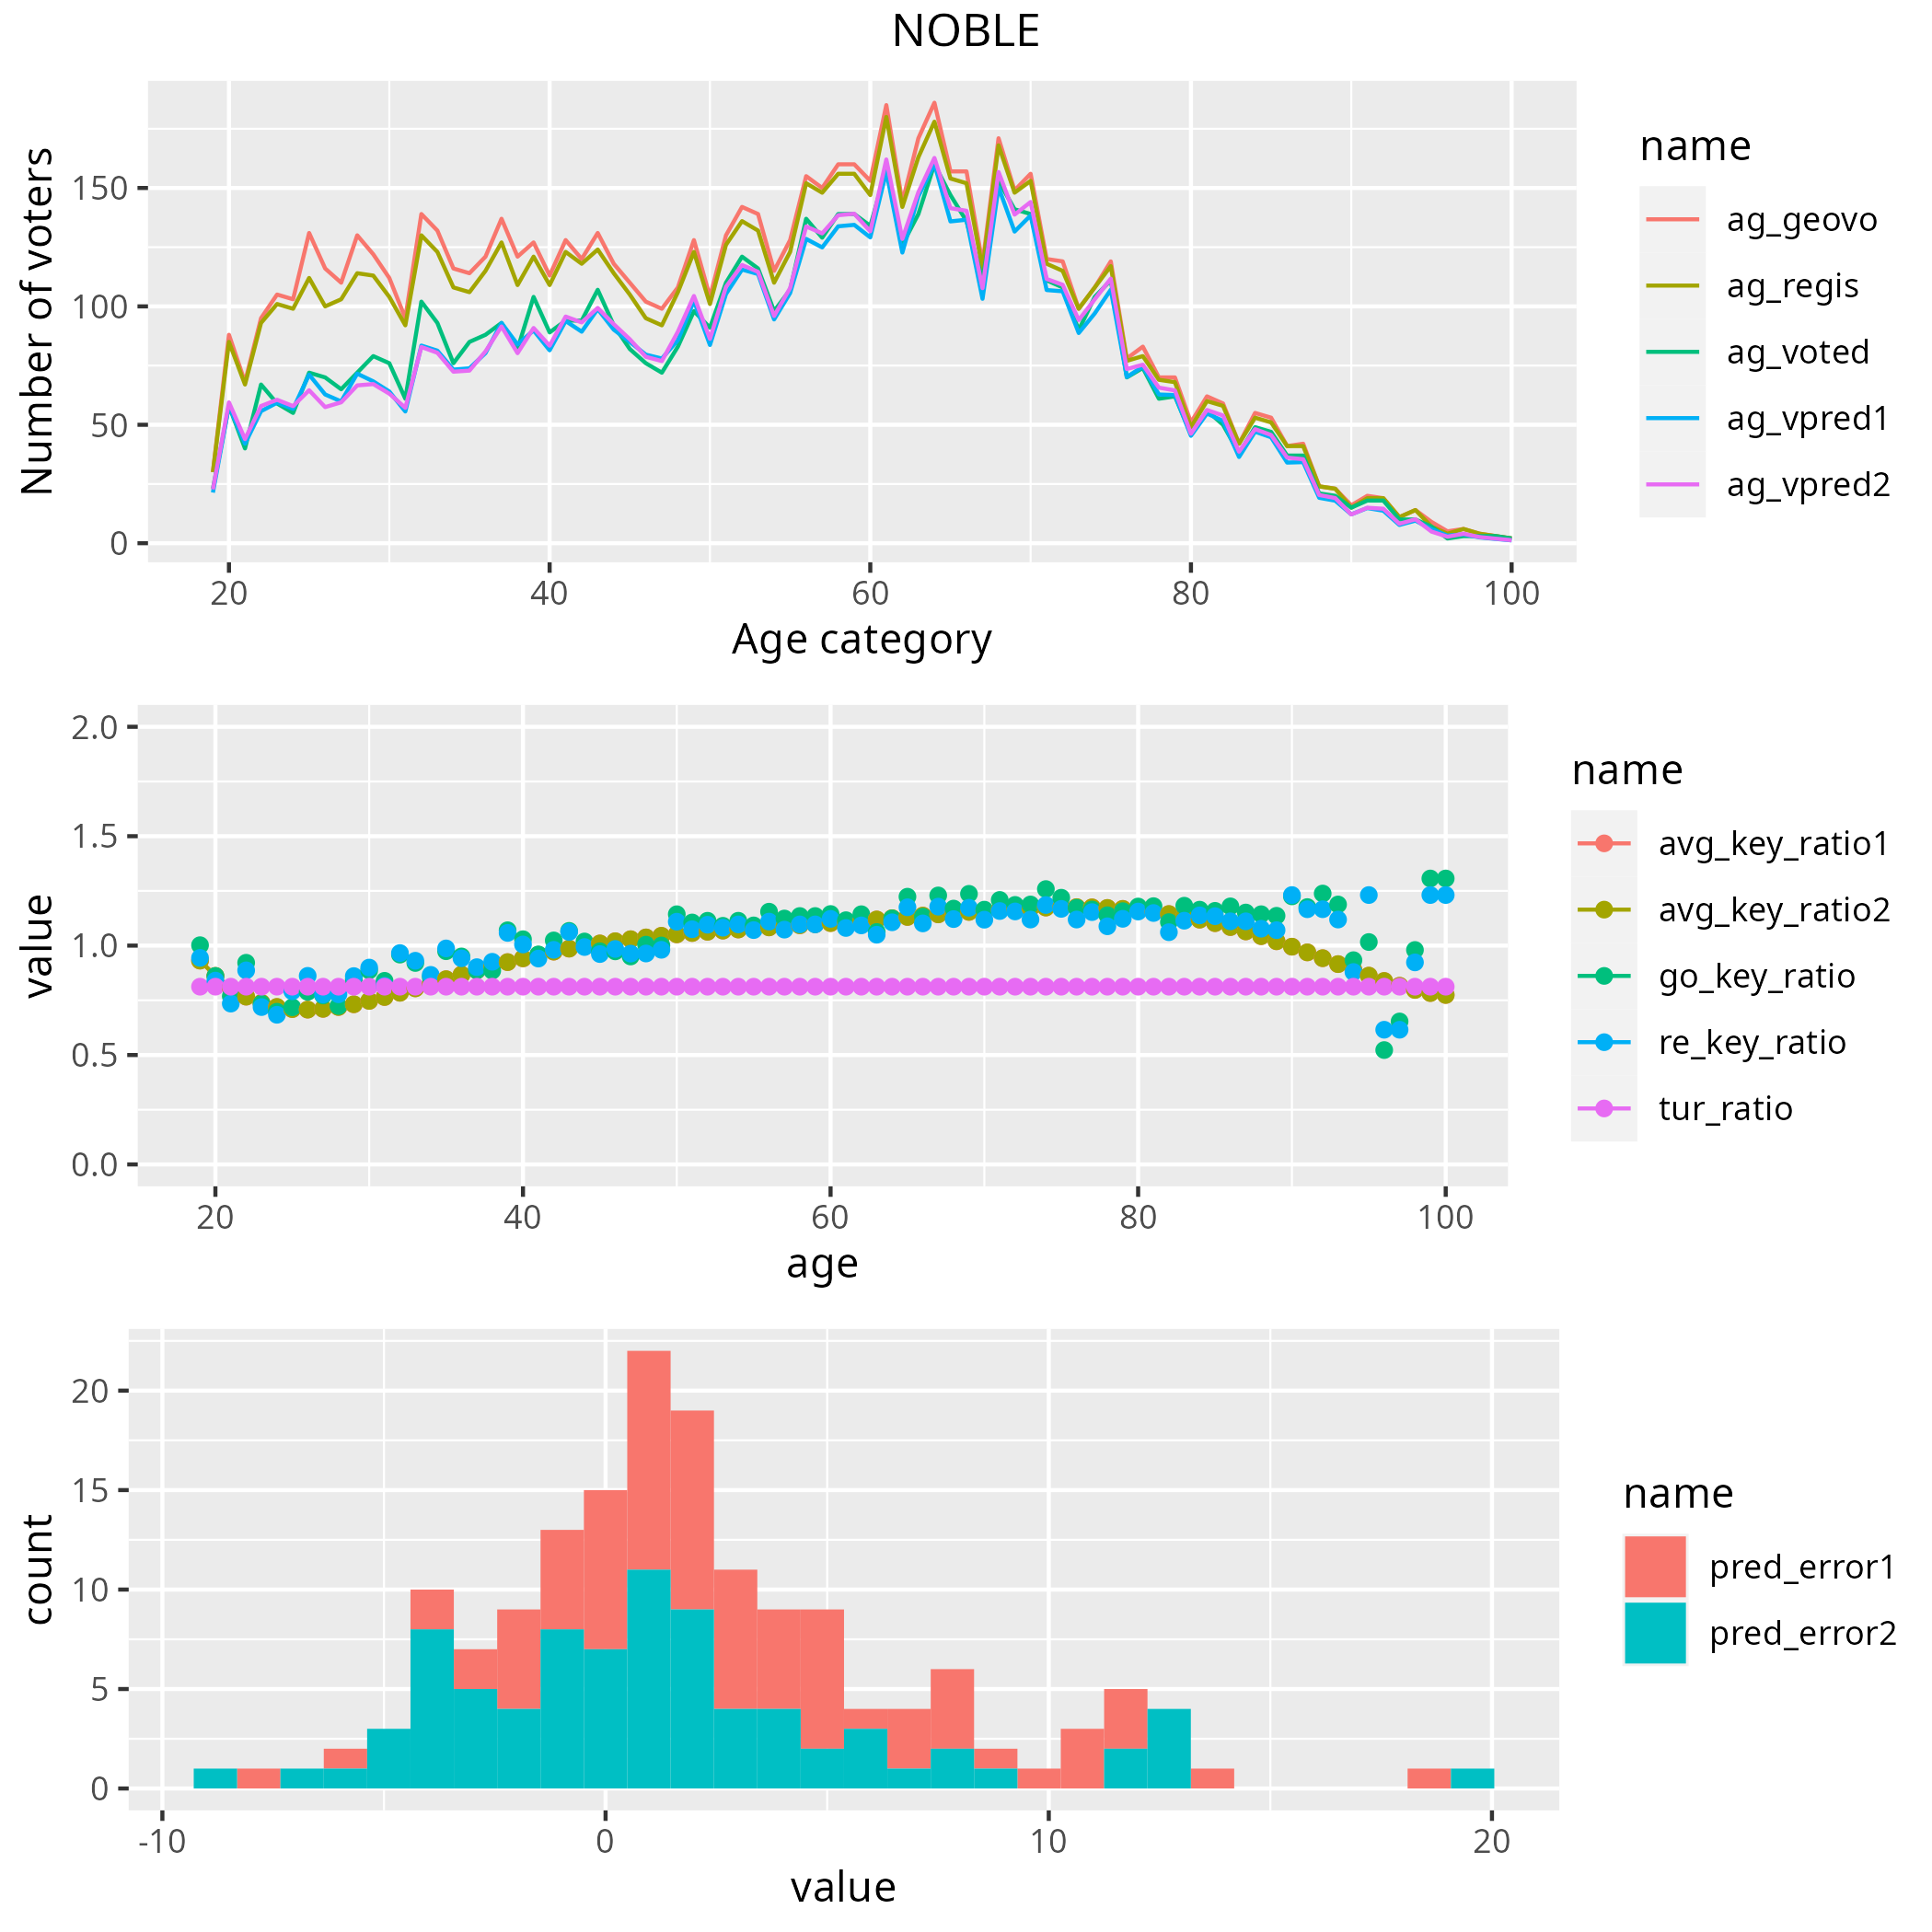 NOBLE
Number of voters
150
100
50
0
20 40 60 80 100
Age category
name
ag_geovo
ag_regis
ag_voted
ag_vpred1
ag_vpred2
value
2.0
1.5
1.0
0.5
0.0
20 40 60 80 100
age
name
avg_key_ratio1
avg_key_ratio2
go_key_ratio
re_key_ratio
tur_ratio
count
20
15
10
5
0
-10 0 10 20
value
name
pred_error1
pred_error2